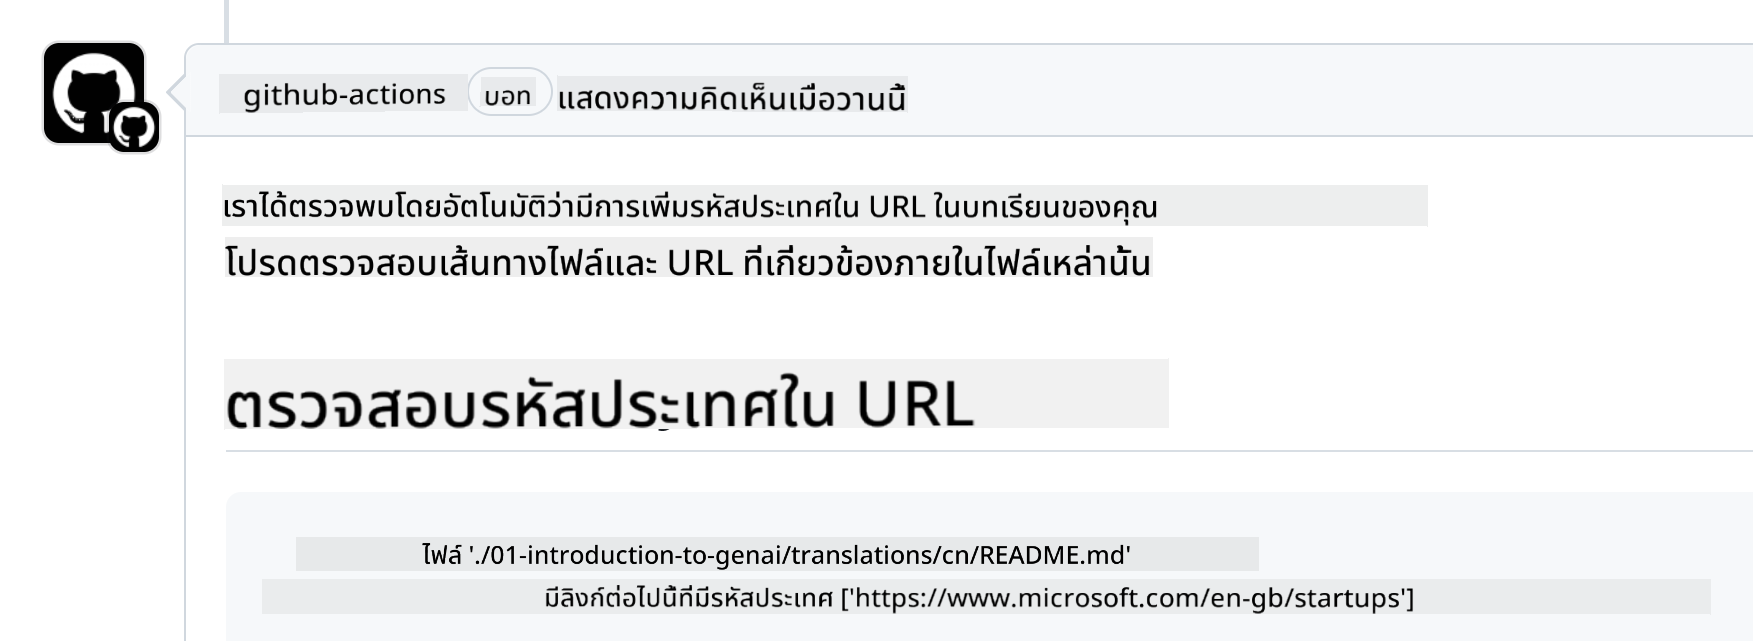 github-actions บอท แสดงความคิดเห็นเมื่อวานนี้
เราได้ตรวจพบโดยอัตโนมัติว่ามีการเพิ่มรหัสประเทศใน URL ในบทเรียนของคุณ
โปรดตรวจสอบเส้นทางไฟล์และ URL ที่เกี่ยวข้องภายในไฟล์เหล่านั้น
ตรวจสอบรหัสประเทศใน URL
ไฟล์ './01-introduction-to-genai/translations/cn/README.md'
มีลิงก์ต่อไปนี้ที่มีรหัสประเทศ ['https://www.microsoft.com/en-gb/startups']